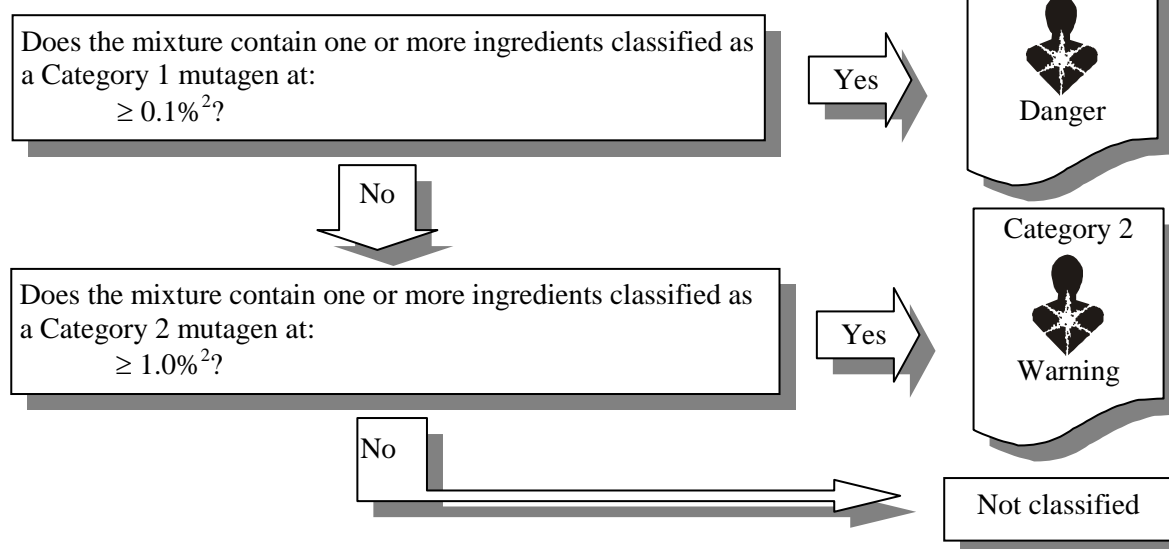 Does the mixture contain one or more ingredients classified as
a Category 1 mutagen at:
≥ 0.1%²?
Yes
Danger
No
Category 2
Does the mixture contain one or more ingredients classified as
a Category 2 mutagen at:
≥ 1.0%²?
Yes
Warning
No
Not classified